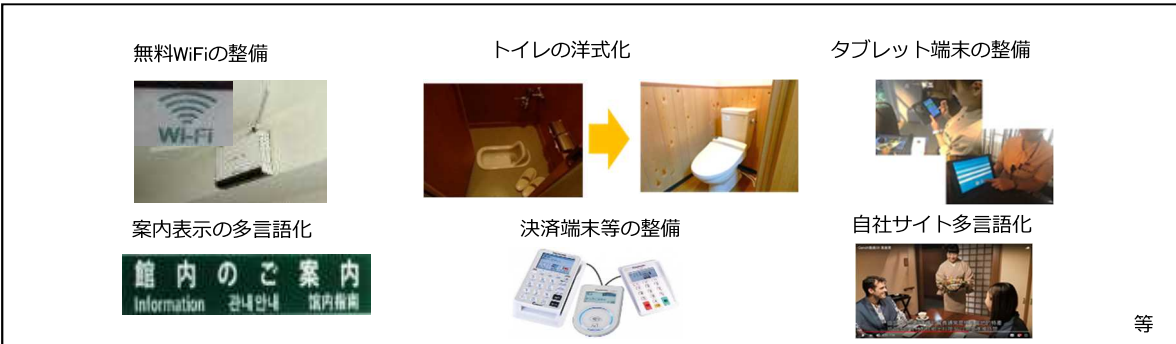 無料WiFiの整備
トイレの洋式化
タブレット端末の整備
Wi-Fi
案内表示の多言語化
決済端末等の整備
自社サイト多言語化
館内のご案内
Information 관내안내 馆内指南
等